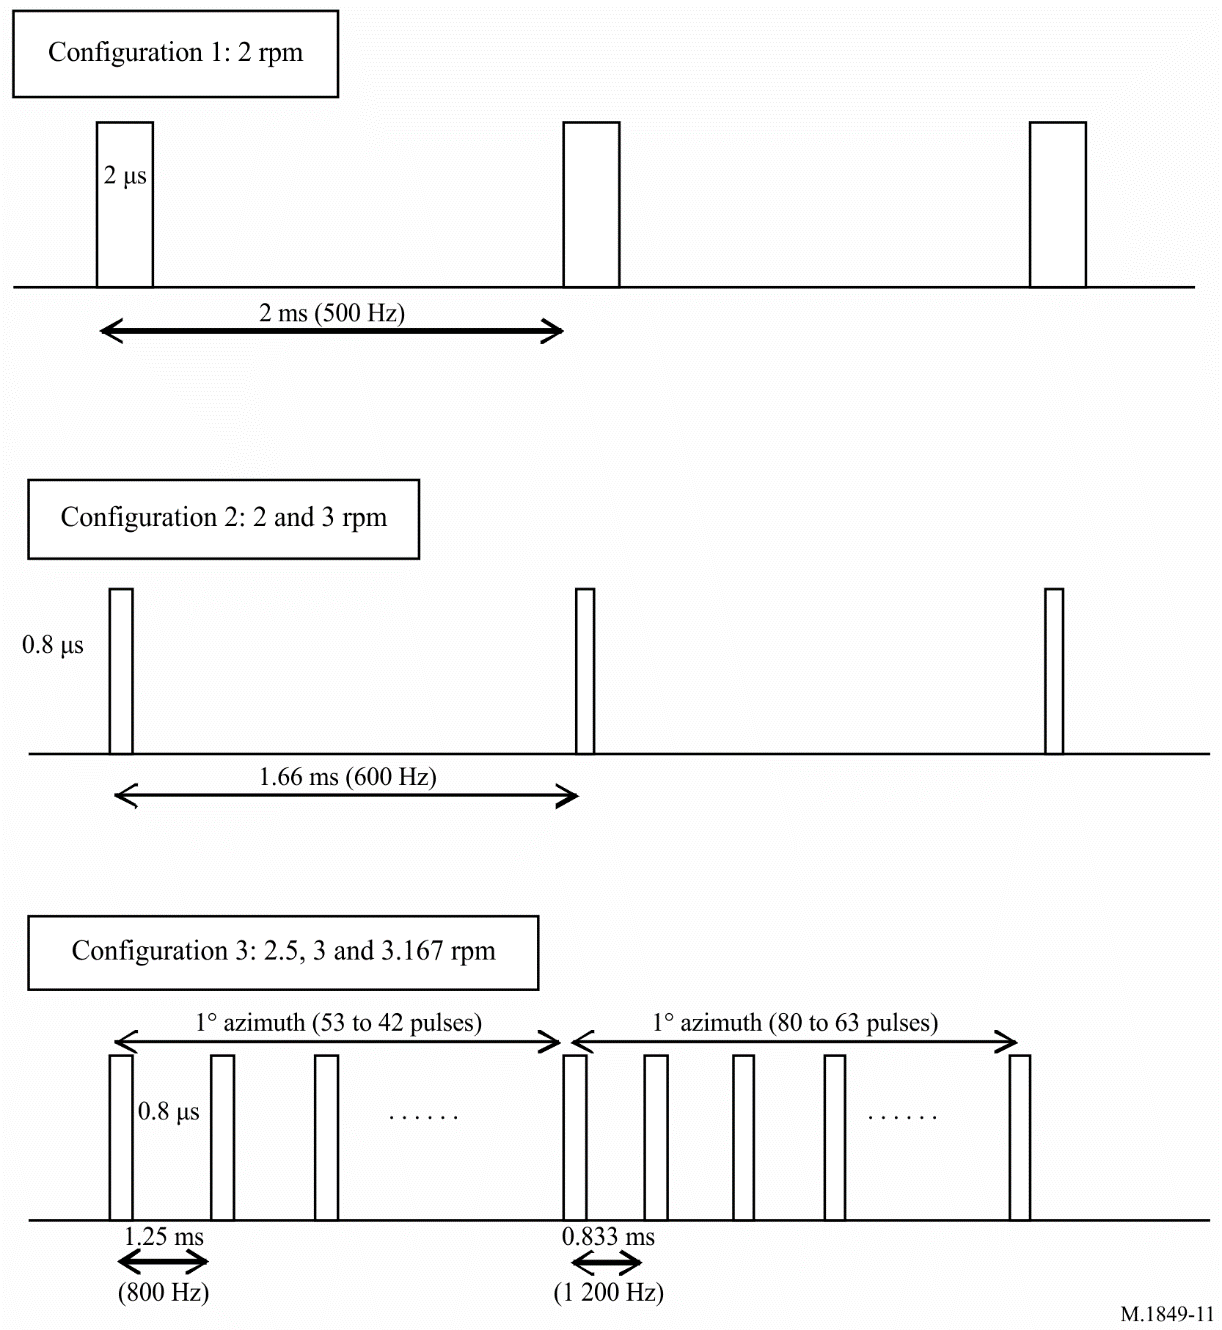 Configuration 1: 2 rpm
2 μs
2 ms (500 Hz)
Configuration 2: 2 and 3 rpm
0.8 μs
1.66 ms (600 Hz)
Configuration 3: 2.5, 3 and 3.167 rpm
1° azimuth (53 to 42 pulses)
1° azimuth (80 to 63 pulses)
0.8 μs
. . . . . .
. . . . . .
1.25 ms
(800 Hz)
0.833 ms
(1 200 Hz)
M.1849-11